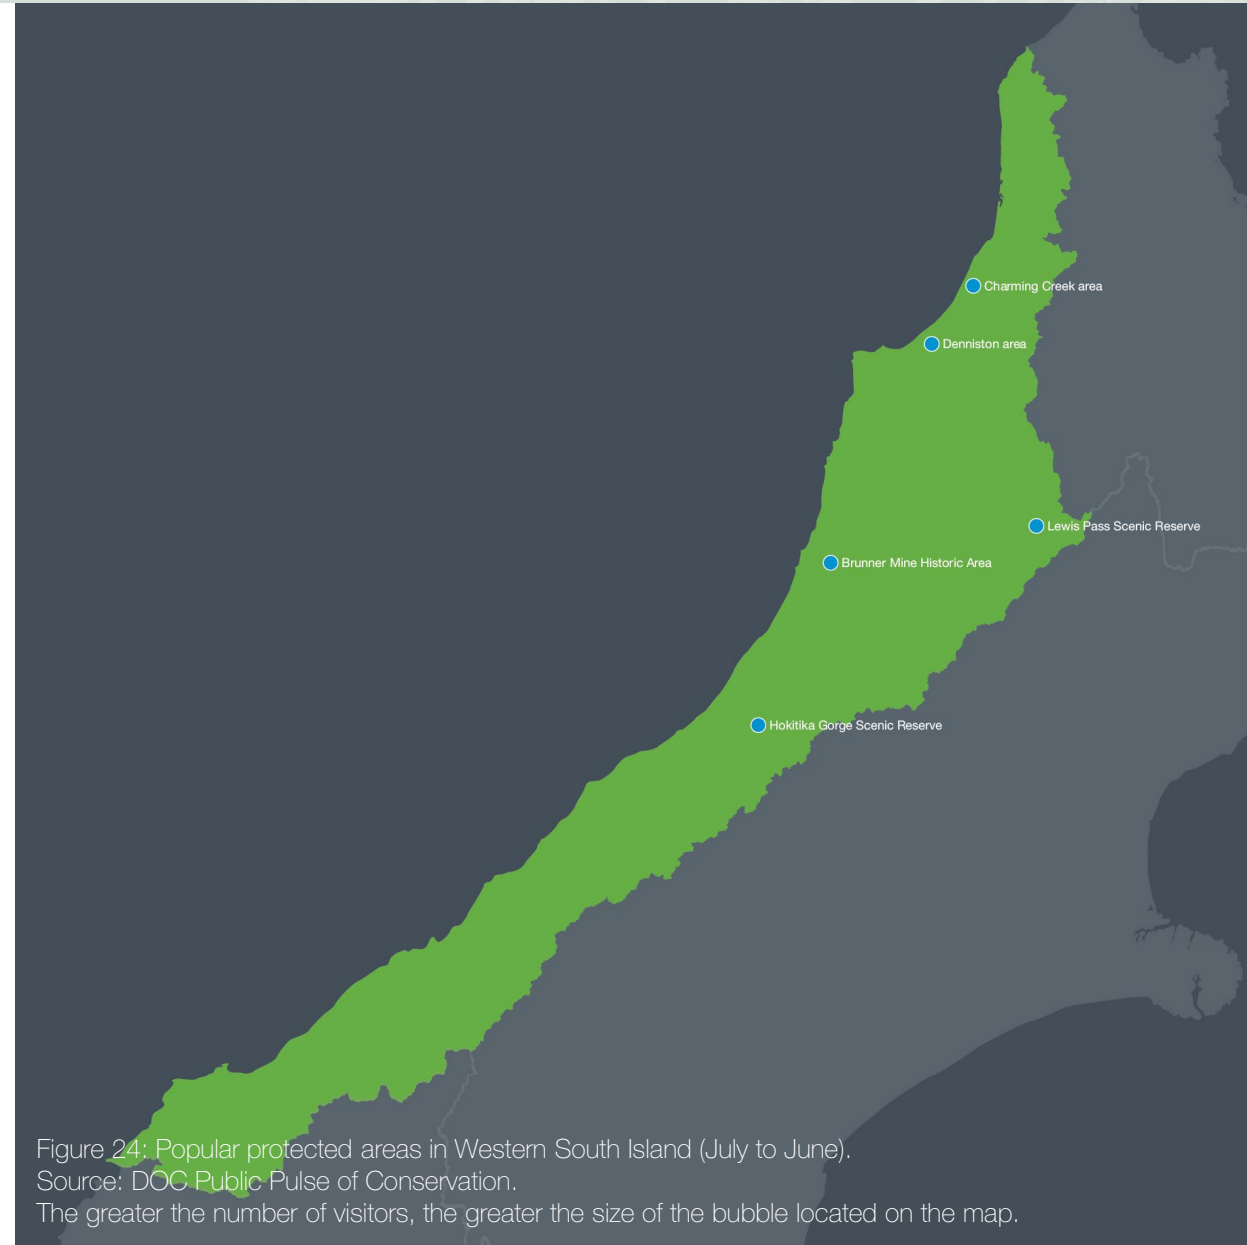 Charming Creek area
Denniston area
Lewis Pass Scenic Reserve
Brunner Mine Historic Area
Hokitika Gorge Scenic Reserve
Figure 24: Popular protected areas in Western South Island (July to June).
Source: DOC Public Pulse of Conservation.
The greater the number of visitors, the greater the size of the bubble located on the map.